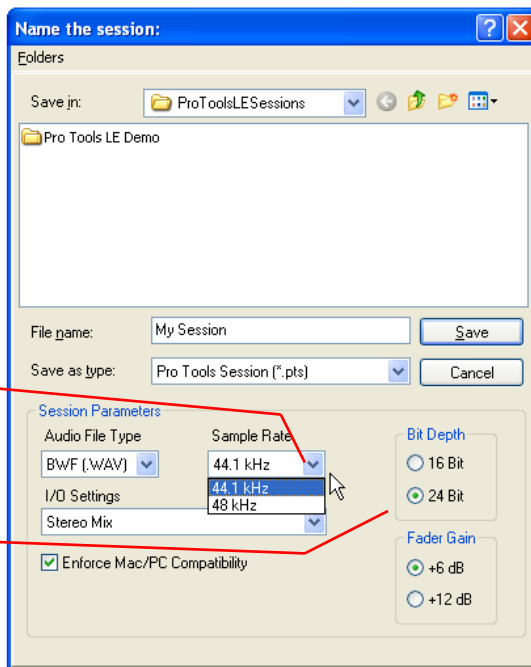 Name the session:
Folders
Save in:
ProToolsLESessions
Pro Tools LE Demo
File name:
My Session
Save
Save as type:
Pro Tools Session (*.pts)
Cancel
Session Parameters
Audio File Type
Sample Rate
Bit Depth
BWF (.WAV)
44.1 kHz
16 Bit
44.1 kHz
I/O Settings
48 kHz
24 Bit
Stereo Mix
Enforce Mac/PC Compatibility
Fader Gain
+6 dB
+12 dB